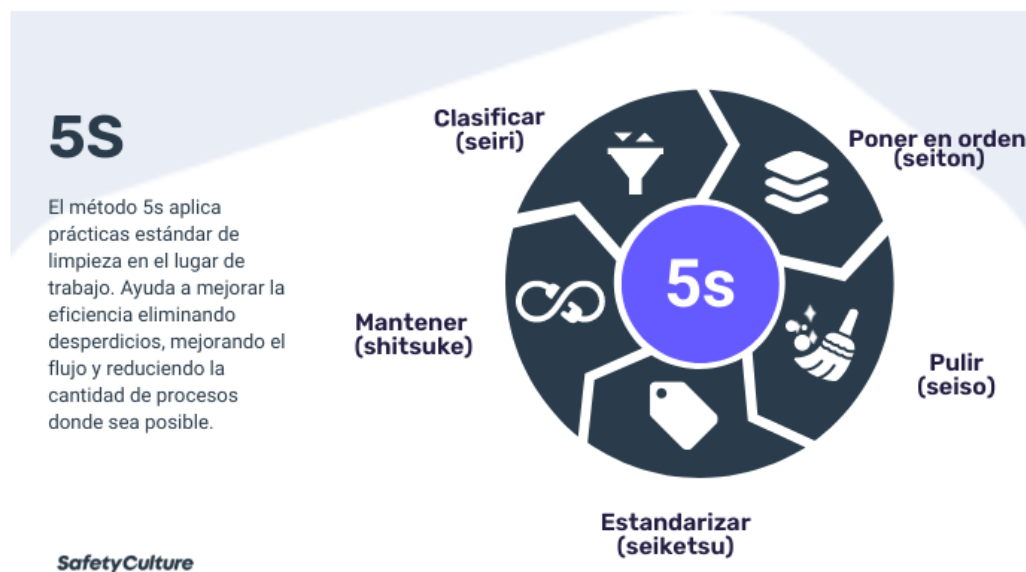 5S
El método 5s aplica
prácticas estándar de
limpieza en el lugar de
trabajo. Ayuda a mejorar la
eficiencia eliminando
desperdicios, mejorando el
flujo y reduciendo la
cantidad de procesos
donde sea posible.
Clasificar
(seiri)
Poner en orden
(seiton)
5s
Mantener
(shitsuke)
Pulir
(seiso)
Estandarizar
(seiketsu)
SafetyCulture